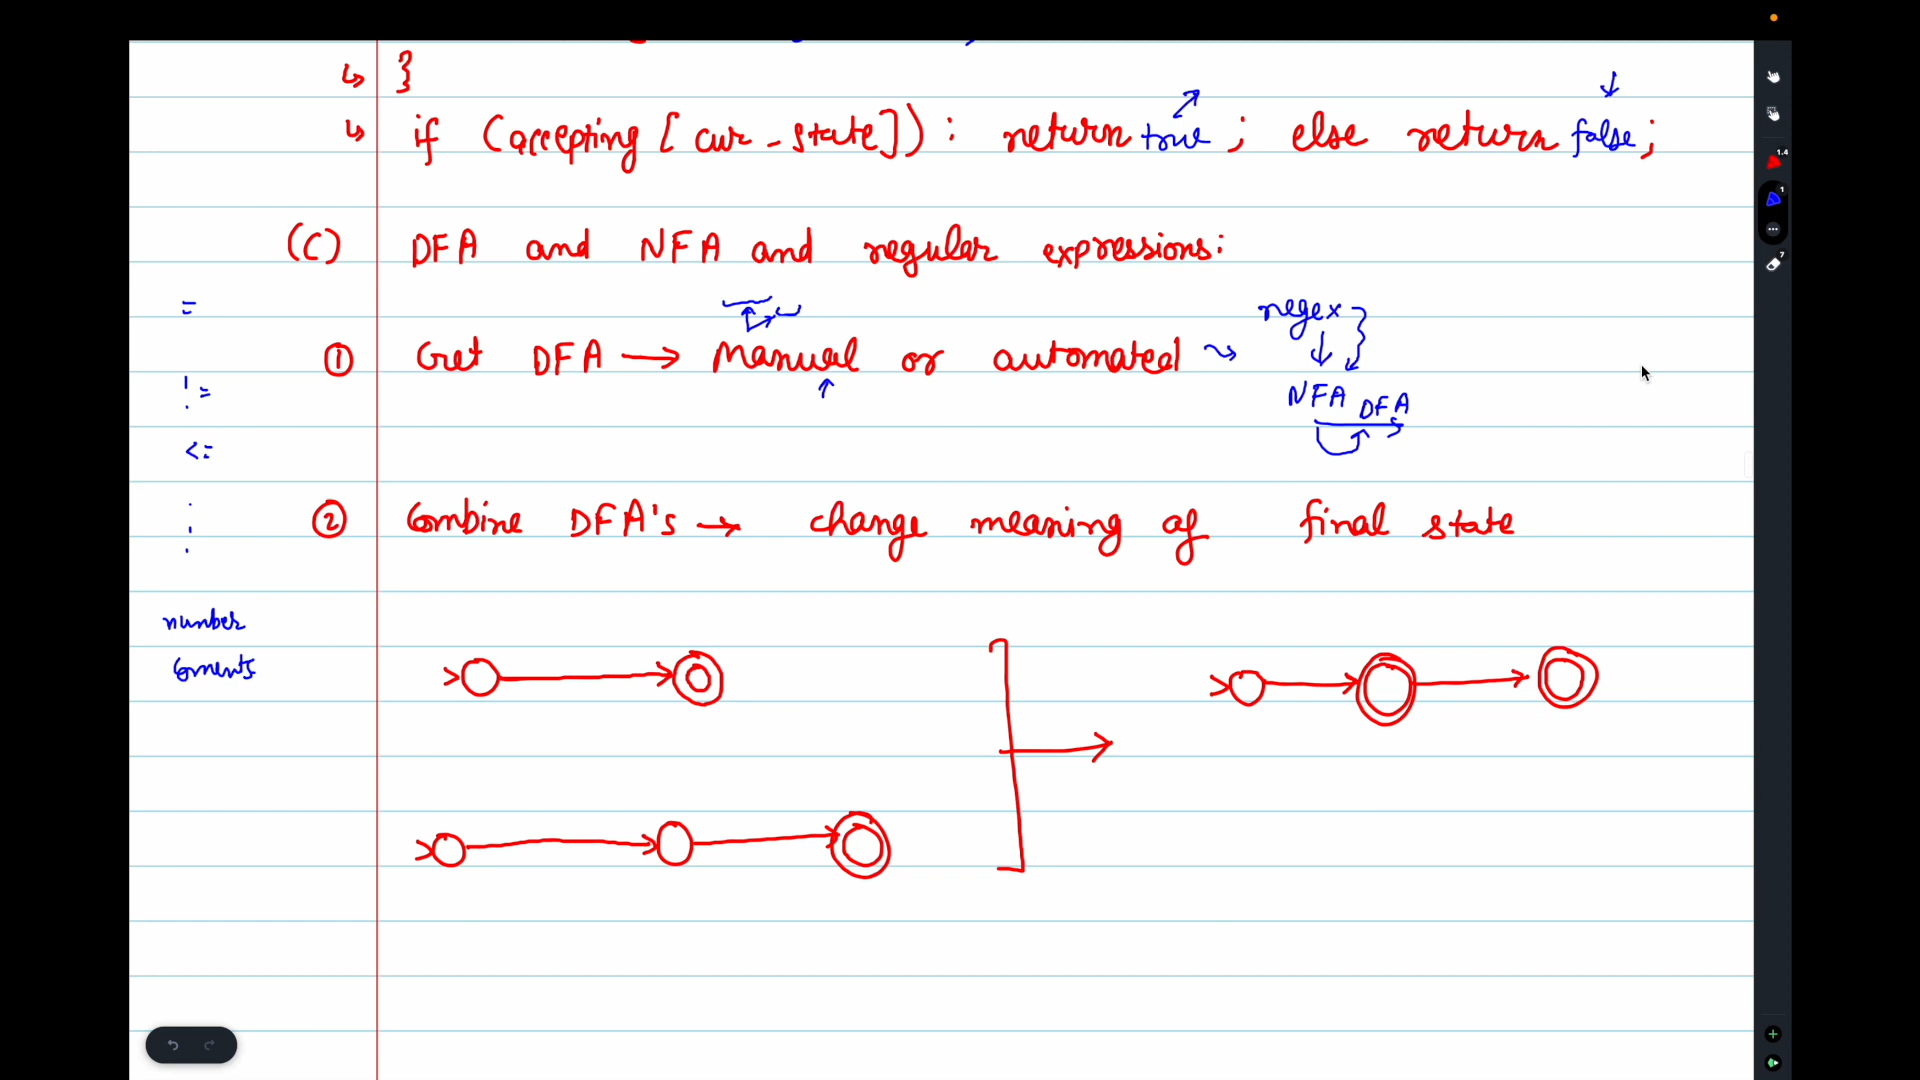 }
if (accepting [ cur_state ]) : return true ; else return false ;
(C) DFA and NFA and regular expressions:
=
regex
① Get DFA → Manual or automated
!=
NFA DFA
<=
② Combine DFA's → change meaning of final state
number
coments